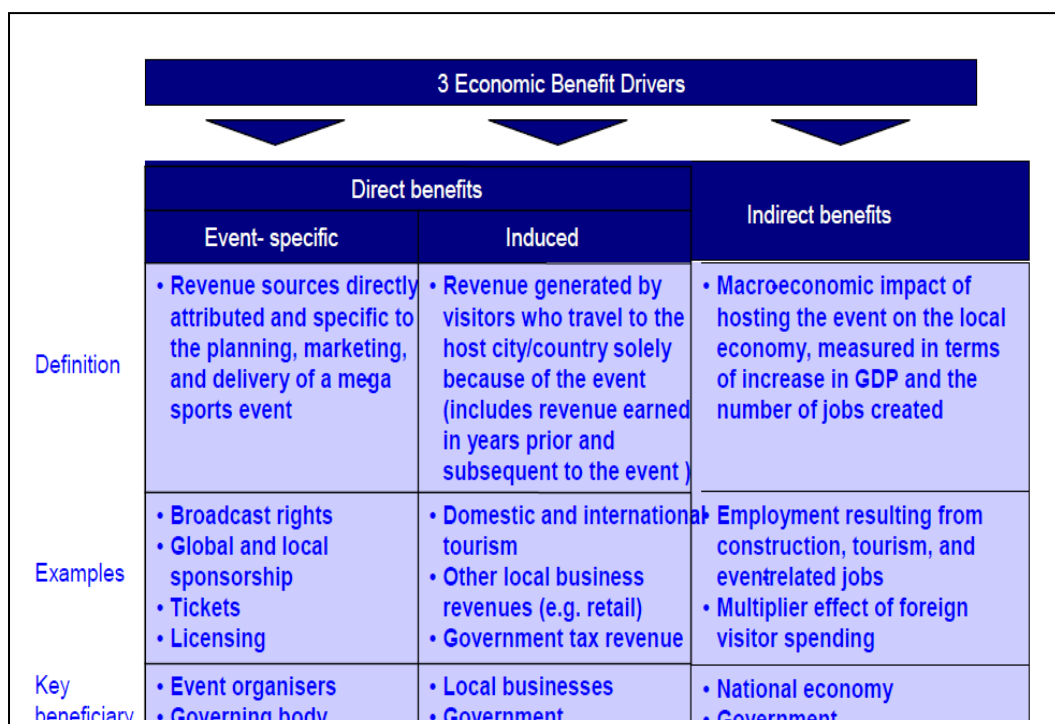 3 Economic Benefit Drivers
Direct benefits
Indirect benefits
Event- specific
Induced
Definition
• Revenue sources directly
attributed and specific to
the planning, marketing,
and delivery of a mega
sports event
• Revenue generated by
visitors who travel to the
host city/country solely
because of the event
(includes revenue earned
in years prior and
subsequent to the event )
• Macroeconomic impact of
hosting the event on the local
economy, measured in terms
of increase in GDP and the
number of jobs created
Examples
• Broadcast rights
• Global and local
sponsorship
• Tickets
• Licensing
• Domestic and international
tourism
• Other local business
revenues (e.g. retail)
• Government tax revenue
• Employment resulting from
construction, tourism, and
event-related jobs
• Multiplier effect of foreign
visitor spending
Key
beneficiary
• Event organisers
• Governing body
• Local businesses
• Government
• National economy
• Government